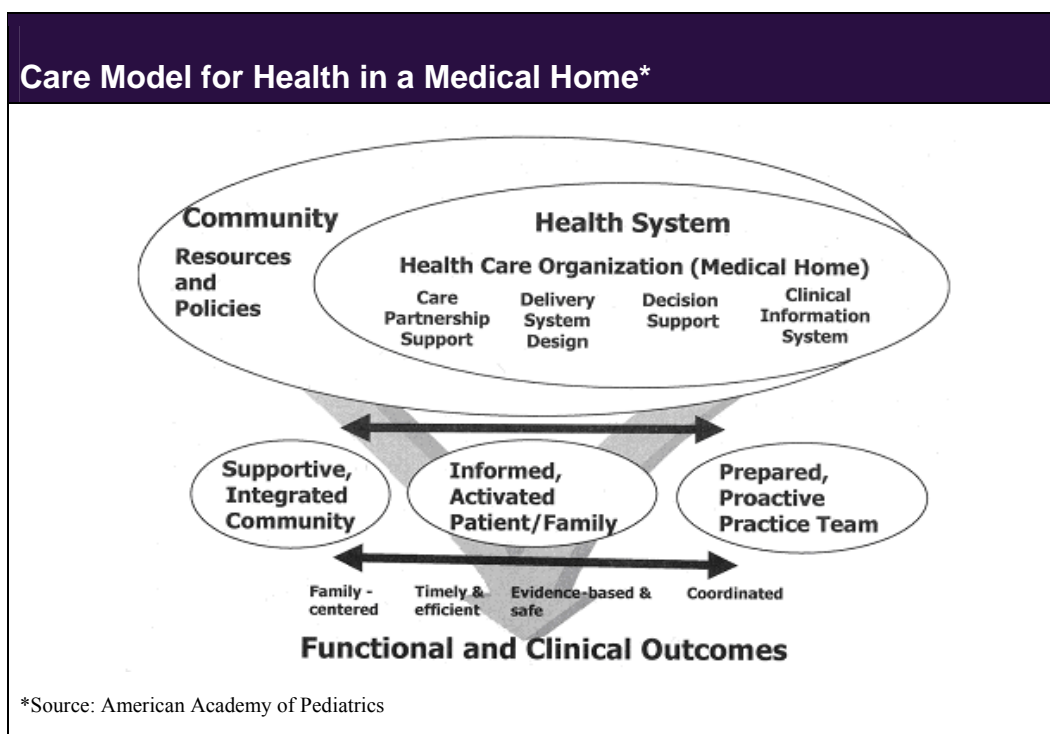 Care Model for Health in a Medical Home*
Community
Resources
and
Policies
Health System
Health Care Organization (Medical Home)
Care
Partnership
Support
Delivery
System
Design
Decision
Support
Clinical
Information
System
Supportive,
Integrated
Community
Informed,
Activated
Patient/Family
Prepared,
Proactive
Practice Team
Family -
centered
Timely &
efficient
Evidence-based &
safe
Coordinated
Functional and Clinical Outcomes
*Source: American Academy of Pediatrics